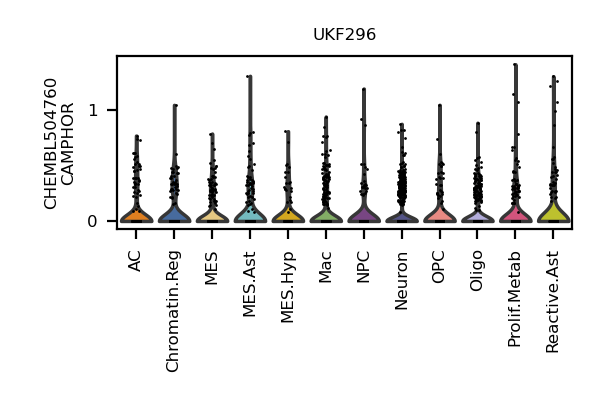 UKF296
CHEMBL504760
CAMPHOR
1
0
AC
Chromatin.Reg
MES
MES.Ast
MES.Hyp
Mac
NPC
Neuron
OPC
Oligo
Prolif.Metab
Reactive.Ast